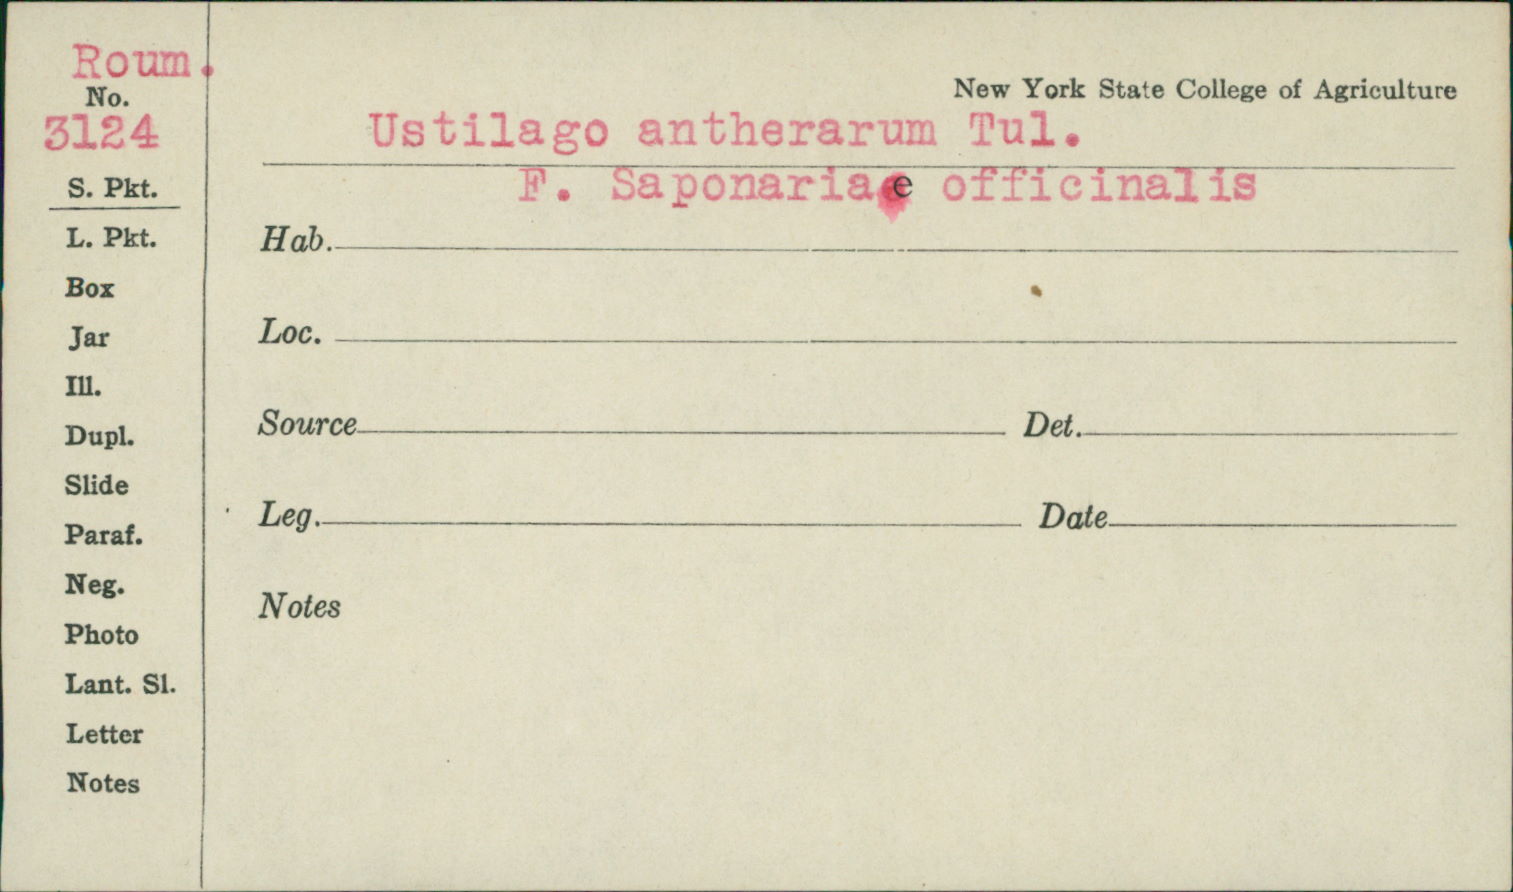 Roum.
No.
3124
S. Pkt.
L. Pkt.
Box
Jar
Ill.
Dupl.
Slide
Paraf.
Neg.
Photo
Lant. Sl.
Letter
Notes
New York State College of Agriculture
Ustilago antherarum Tul.
F. Saponariae officinalis
Hab.
Loc.
Source Det.
Leg. Date
Notes